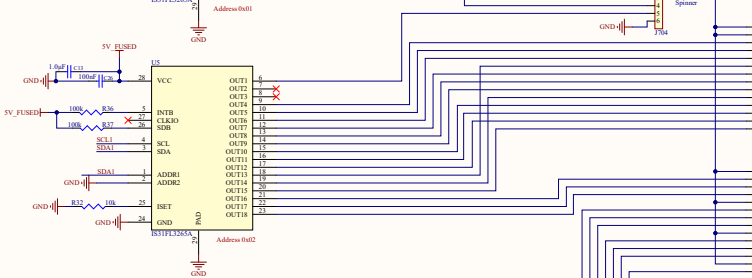 IS31FL3265A
29
Address 0x01
GND
Spinner
4
5
6
GND
J704
5V_FUSED
1.0µF C13
100nF C26
GND
U5
28 VCC
5V_FUSED
100k R36
5 INTB
27 CLKIO
100k R37
26 SDB
SCL1
4 SCL
SDA1
3 SDA
SDA1
1 ADDR1
GND
2 ADDR2
GND R32 10k
25 ISET
GND
24 GND
OUT1 6
OUT2 7
OUT3 8
OUT4 9
OUT5 10
OUT6 11
OUT7 12
OUT8 13
OUT9 14
OUT10 15
OUT11 16
OUT12 17
OUT13 18
OUT14 19
OUT15 20
OUT16 21
OUT17 22
OUT18 23
PAD
IS31FL3265A
29
Address 0x02
GND